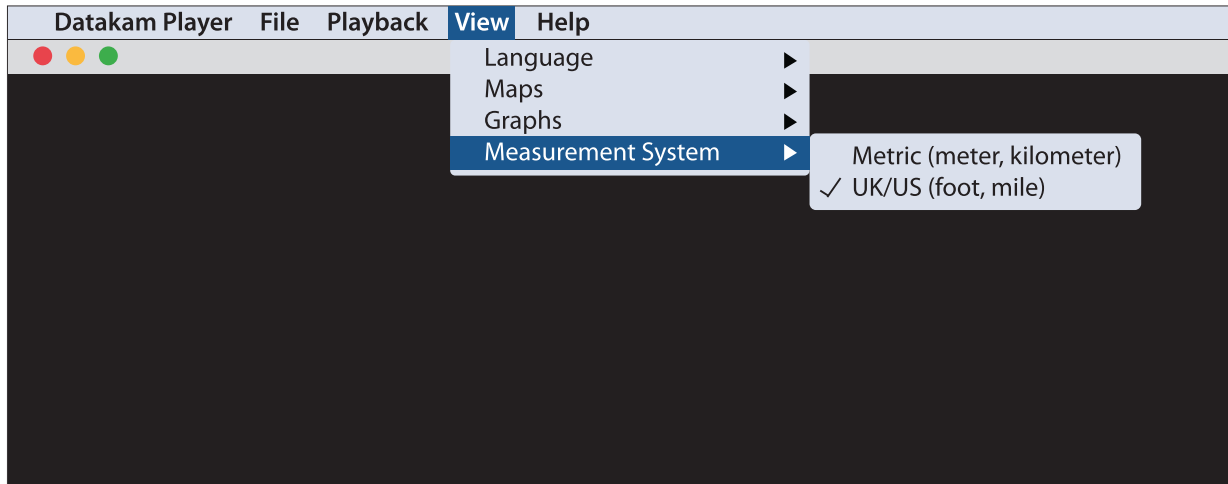 Datakam Player File Playback View Help
Language
Maps
Graphs
Measurement System
Metric (meter, kilometer)
UK/US (foot, mile)